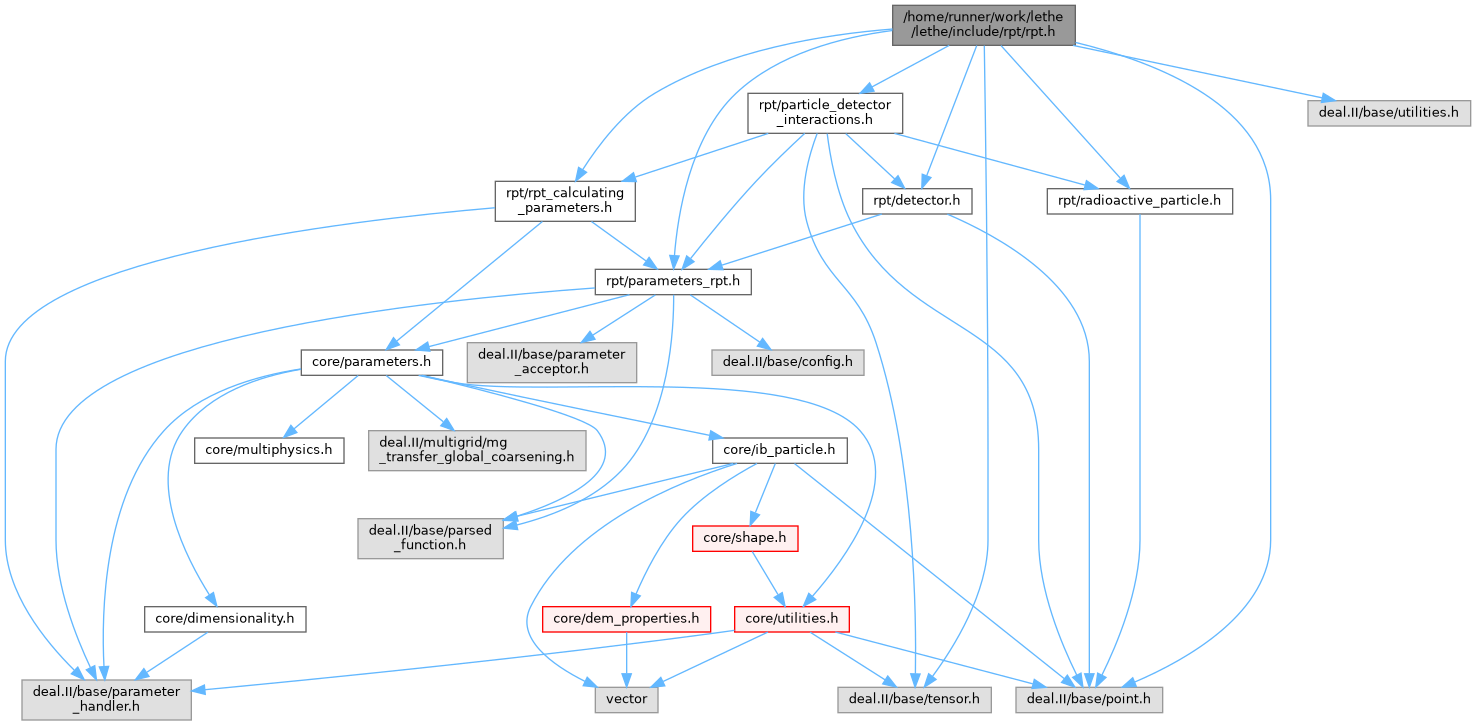 /home/runner/work/lethe
/lethe/include/rpt/rpt.h
rpt/particle_detector
_interactions.h
deal.II/base/utilities.h
rpt/rpt_calculating
_parameters.h
rpt/detector.h
rpt/radioactive_particle.h
rpt/parameters_rpt.h
core/parameters.h
deal.II/base/parameter
_acceptor.h
deal.II/base/config.h
core/multiphysics.h
deal.II/multigrid/mg
_transfer_global_coarsening.h
core/ib_particle.h
deal.II/base/parsed
_function.h
core/shape.h
core/dimensionality.h
core/dem_properties.h
core/utilities.h
deal.II/base/parameter
_handler.h
vector
deal.II/base/tensor.h
deal.II/base/point.h